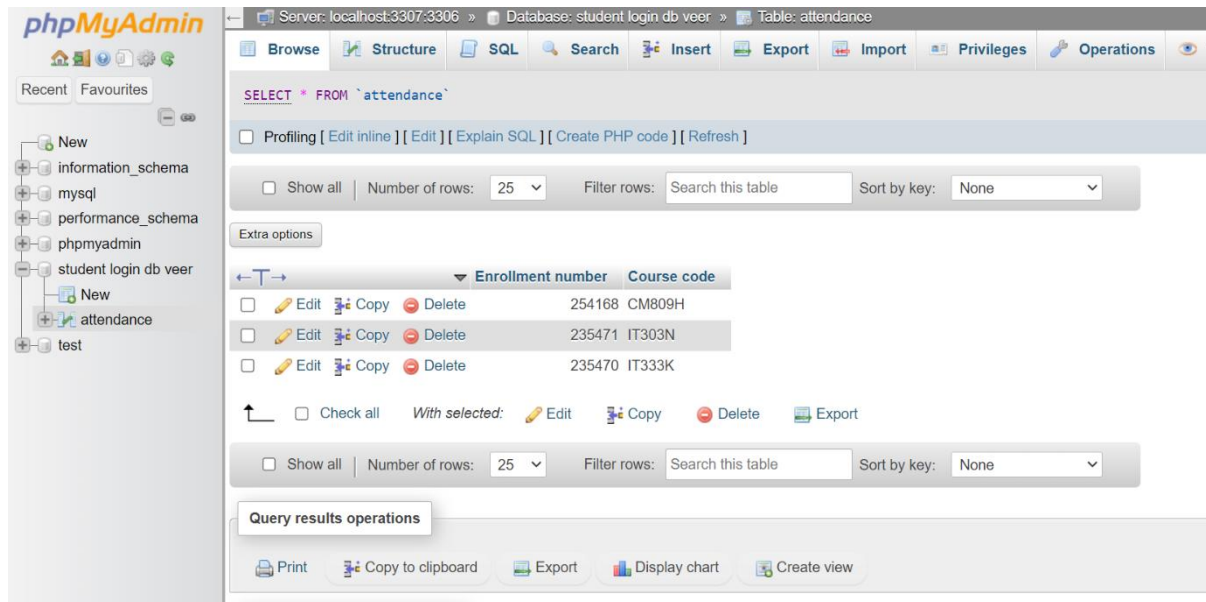 phpMyAdmin
Recent Favourites
New
information_schema
mysql
performance_schema
phpmyadmin
student login db veer
New
attendance
test
Server: localhost:3307:3306 » Database: student login db veer » Table: attendance
Browse Structure SQL Search Insert Export Import Privileges Operations
SELECT * FROM `attendance`
Profiling [ Edit inline ] [ Edit ] [ Explain SQL ] [ Create PHP code ] [ Refresh ]
Show all | Number of rows: 25 Filter rows: Search this table Sort by key: None
Extra options
←T→ Enrollment number Course code
Edit Copy Delete 254168 CM809H
Edit Copy Delete 235471 IT303N
Edit Copy Delete 235470 IT333K
Check all With selected: Edit Copy Delete Export
Show all | Number of rows: 25 Filter rows: Search this table Sort by key: None
Query results operations
Print Copy to clipboard Export Display chart Create view